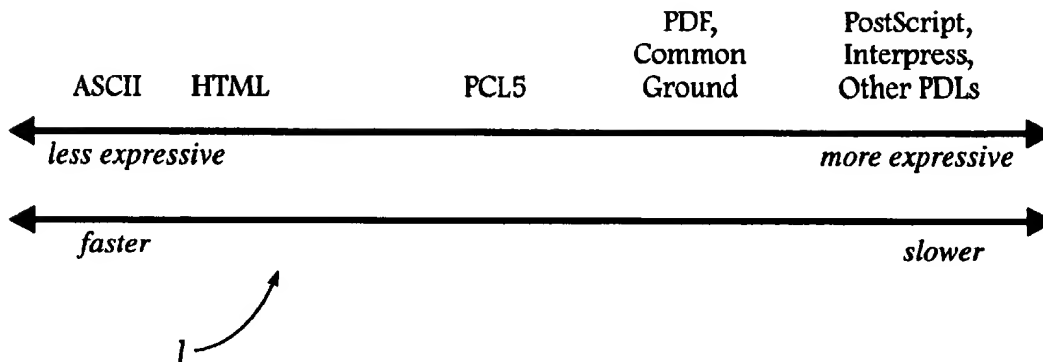 PDF,
Common
Ground
PostScript,
Interpress,
Other PDLs
ASCII HTML PCL5
less expressive more expressive
faster slower
1